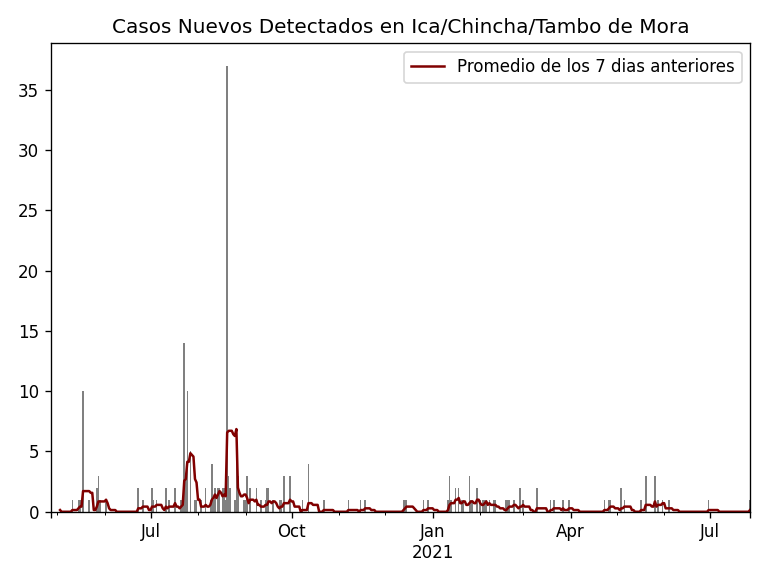 Casos Nuevos Detectados en Ica/Chincha/Tambo de Mora
Promedio de los 7 dias anteriores
35
30
25
20
15
10
5
0
Jul
Oct
Jan
Apr
Jul
2021